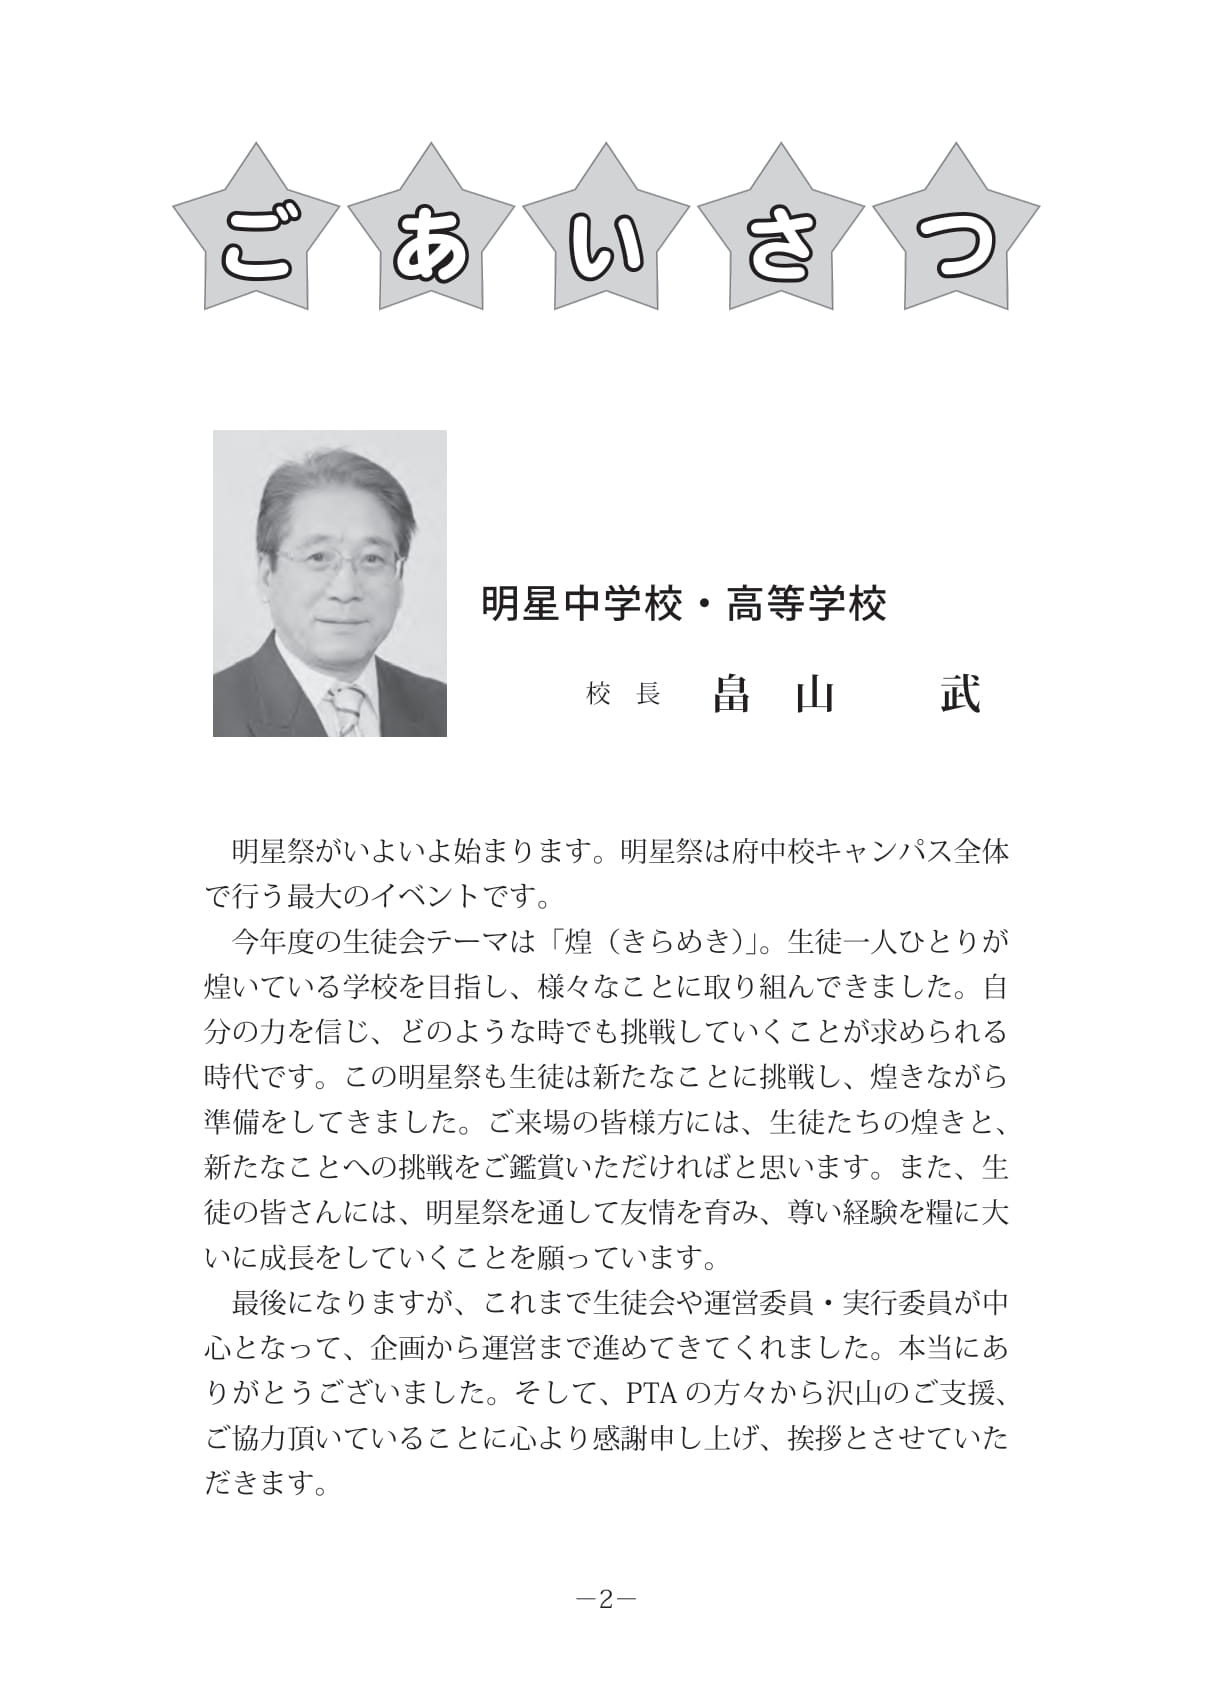 ごあいさつ
明星中学校・高等学校
校　長　畠　山　　武
　明星祭がいよいよ始まります。明星祭は府中校キャンパス全体
で行う最大のイベントです。
　今年度の生徒会テーマは「煌（きらめき）」。生徒一人ひとりが
煌いている学校を目指し、様々なことに取り組んできました。自
分の力を信じ、どのような時でも挑戦していくことが求められる
時代です。この明星祭も生徒は新たなことに挑戦し、煌きながら
準備をしてきました。ご来場の皆様方には、生徒たちの煌きと、
新たなことへの挑戦をご鑑賞いただければと思います。また、生
徒の皆さんには、明星祭を通して友情を育み、尊い経験を糧に大
いに成長をしていくことを願っています。
　最後になりますが、これまで生徒会や運営委員・実行委員が中
心となって、企画から運営まで進めてきてくれました。本当にあ
りがとうございました。そして、PTA の方々から沢山のご支援、
ご協力頂いていることに心より感謝申し上げ、挨拶とさせていた
だきます。
―2―